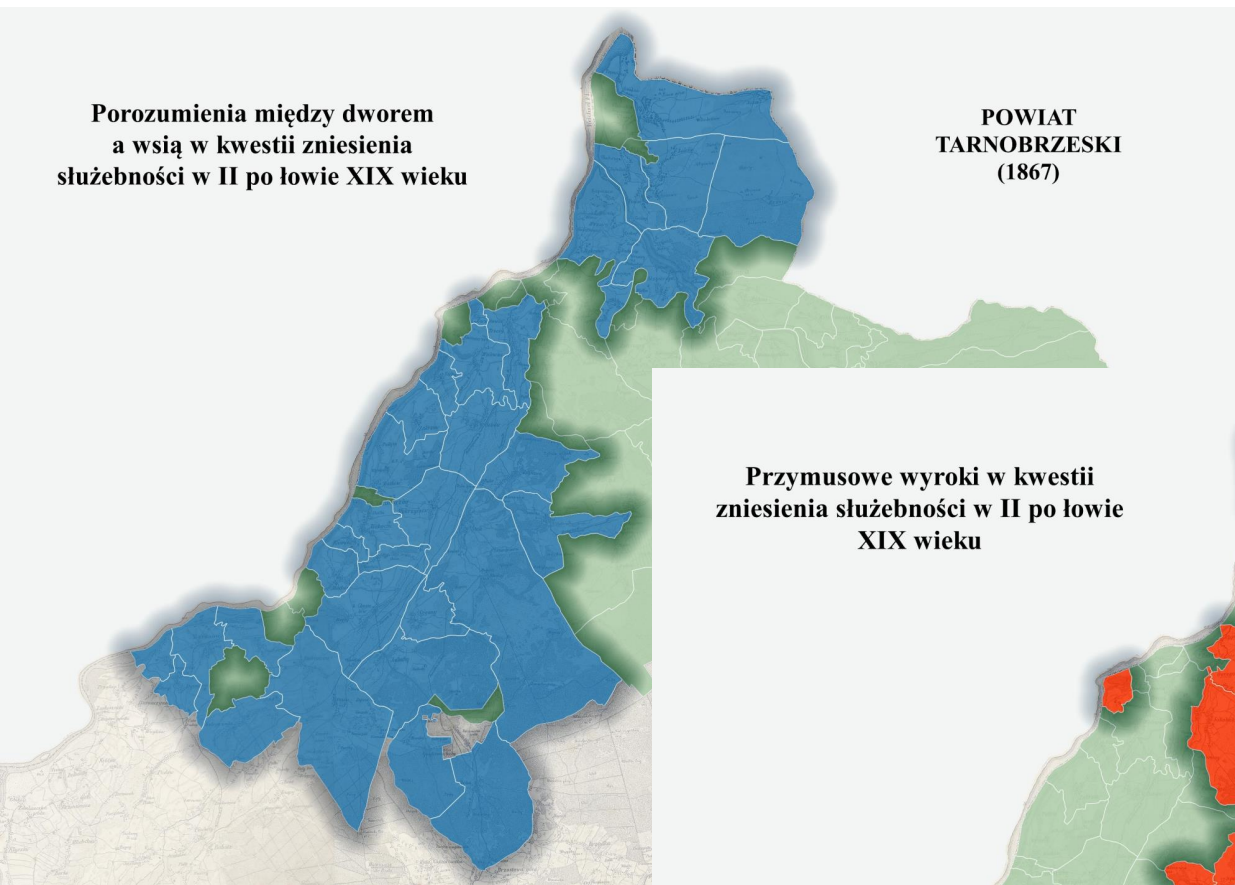 Porozumienia między dworem
a wsią w kwestii zniesienia
służebności w II po łowie XIX wieku
POWIAT
TARNOBRZESKI
(1867)
Przymusowe wyroki w kwestii
zniesienia służebności w II po łowie
XIX wieku